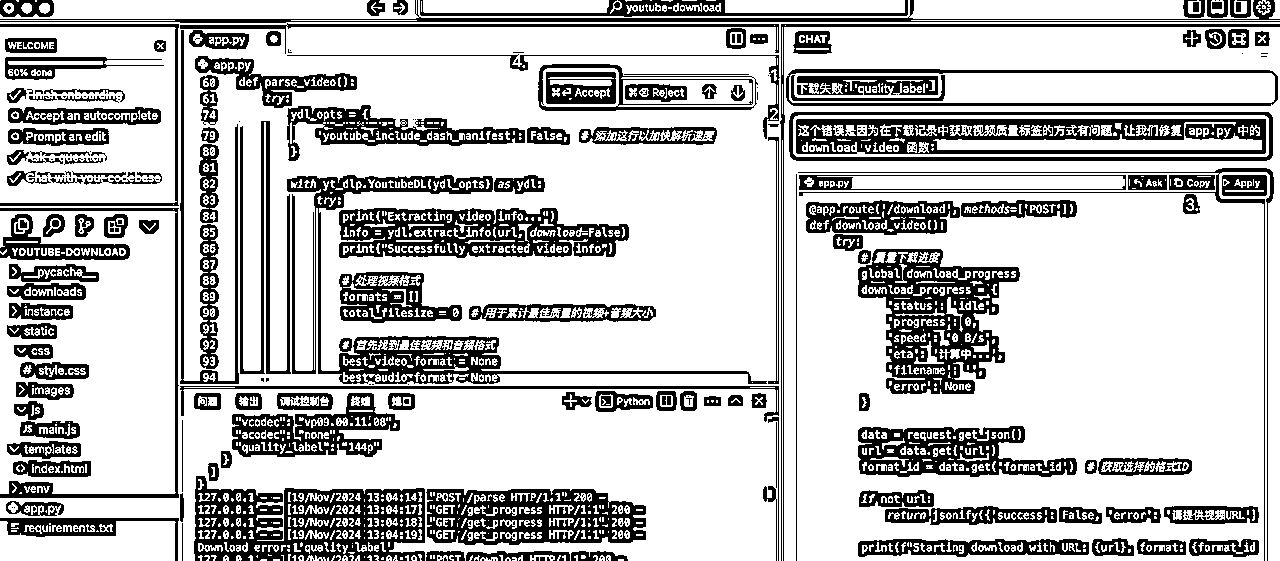 youtube-download
WELCOME
60% done
Finish onboarding
Accept an autocomplete
Prompt an edit
Ask a question
Chat with your codebase
YOUTUBE-DOWNLOAD
__pycache__
downloads
instance
static
css
# style.css
images
js
JS main.js
templates
index.html
venv
app.py
requirements.txt
app.py
app.py
4.
Accept
Reject
60 def parse_video():
61 try:
74 ydl_opts = {
79 'youtube_include_dash_manifest': False, # 添加这行以加快解析速度
80 }
81
82 with yt_dlp.YoutubeDL(ydl_opts) as ydl:
83 try:
84 print("Extracting video info...")
85 info = ydl.extract_info(url, download=False)
86 print("Successfully extracted video info")
87
88 # 处理视频格式
89 formats = []
90 total_filesize = 0 # 用于累计最佳质量的视频+音频大小
91
92 # 首先找到最佳视频和音频格式
93 best_video_format = None
94 best_audio_format = None
问题 输出 调试控制台 终端 端口
Python
"vcodec": "vp09.00.11.08",
"acodec": "none",
"quality_label": "144p"
}
]
}
127.0.0.1 - - [19/Nov/2024 13:04:14] "POST /parse HTTP/1.1" 200 -
127.0.0.1 - - [19/Nov/2024 13:04:17] "GET /get_progress HTTP/1.1" 200 -
127.0.0.1 - - [19/Nov/2024 13:04:18] "GET /get_progress HTTP/1.1" 200 -
127.0.0.1 - - [19/Nov/2024 13:04:19] "GET /get_progress HTTP/1.1" 200 -
Download error: 'quality_label'
127.0.0.1 - - [19/Nov/2024 13:04:19] "POST /download HTTP/1.1" 200 -
CHAT
1.
下载失败: 'quality_label'
2
这个错误是因为在下载记录中获取视频质量标签的方式有问题。让我们修复 app.py 中的
download_video 函数:
app.py
Ask
Copy
Apply
3.
@app.route('/download', methods=['POST'])
def download_video():
try:
# 重置下载进度
global download_progress
download_progress = {
'status': 'idle',
'progress': 0,
'speed': '0 B/s',
'eta': '计算中...',
'filename': '',
'error': None
}
data = request.get_json()
url = data.get('url')
format_id = data.get('format_id') # 获取选择的格式ID
if not url:
return jsonify({'success': False, 'error': '请提供视频URL'}
print(f"Starting download with URL: {url}, format: {format_id